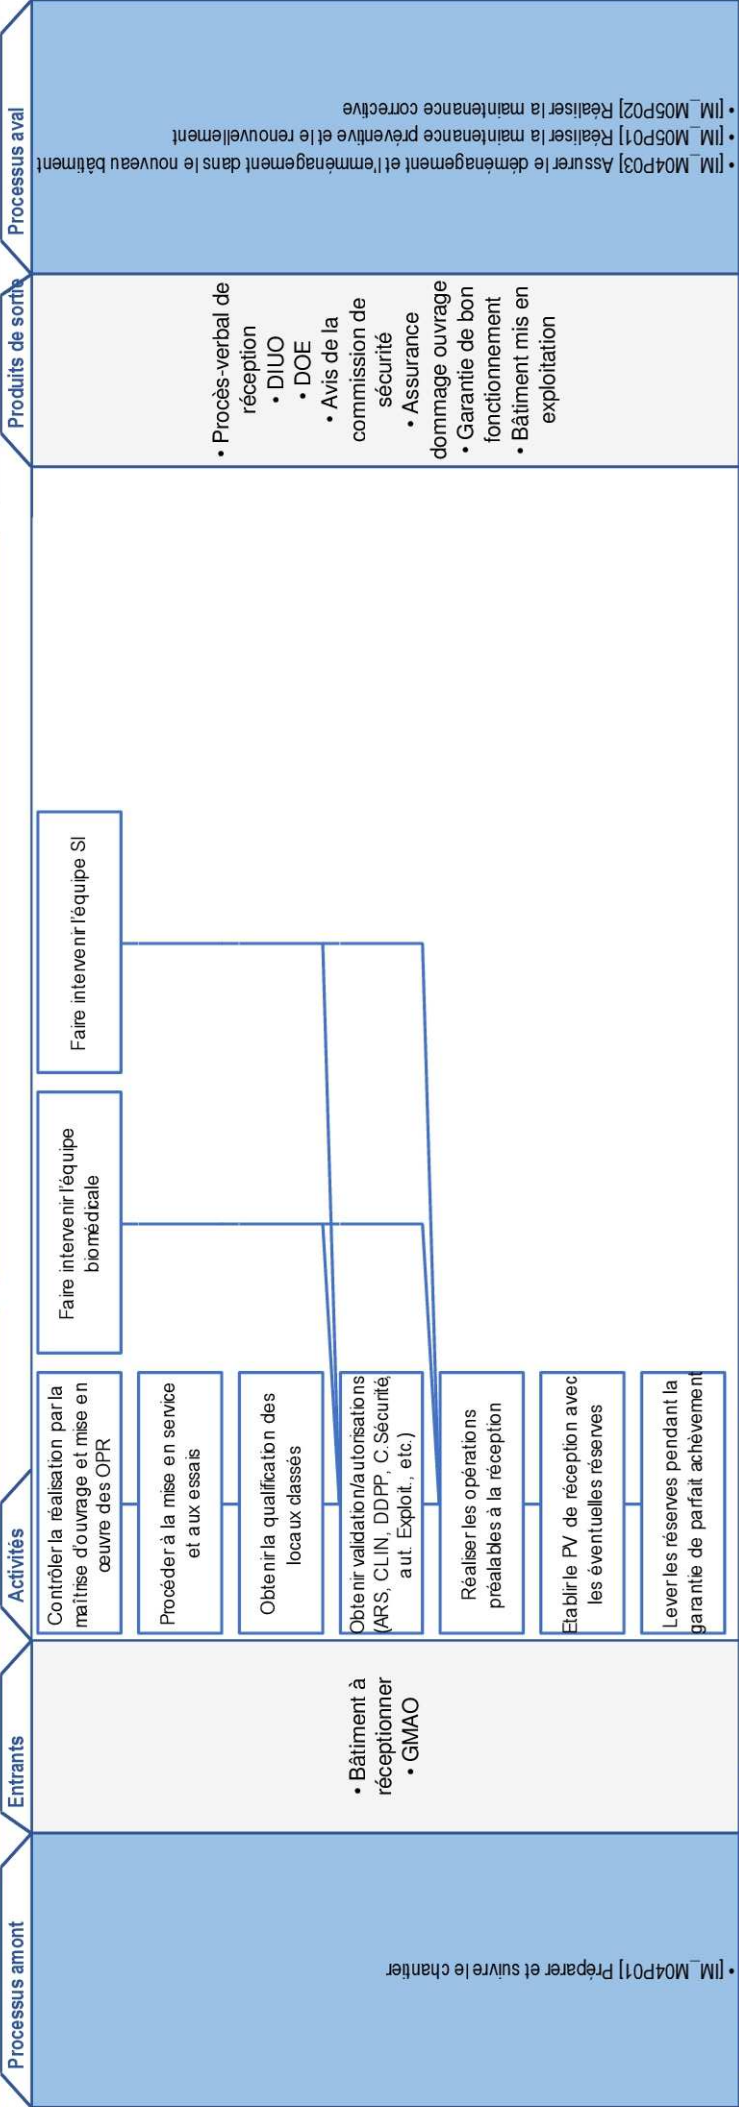 Processus amont
Entrants
Activités
Produits de sortie
Processus aval
• [IM_M04P01] Préparer et suivre le chantier
• Bâtiment à
réceptionner
• GMAO
Contrôler la réalisation par la
maîtrise d'ouvrage et mise en
œuvre des OPR
Procéder à la mise en service
et aux essais
Obtenir la qualification des
locaux classés
Obtenir validation/autorisations
(ARS, CLIN, DDPP, C.Sécurité,
aut. Exploit., etc.)
Réaliser les opérations
préalables à la réception
Etablir le PV de réception avec
les éventuelles réserves
Lever les réserves pendant la
garantie de parfait achèvement
Faire intervenir l'équipe
biomédicale
Faire intervenir l'équipe SI
• Procès-verbal de
réception
• DIUO
• DOE
• Avis de la
commission de
sécurité
• Assurance
dommage ouvrage
• Garantie de bon
fonctionnement
• Bâtiment mis en
exploitation
• [IM_M04P03] Assurer le déménagement et l'emménagement dans le nouveau bâtiment
• [IM_M05P01] Réaliser la maintenance préventive et le renouvellement
• [IM_M05P02] Réaliser la maintenance corrective